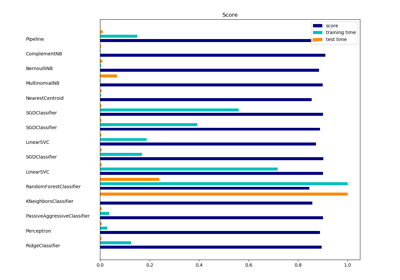 Score
score
training time
test time
Pipeline
ComplementNB
BernoulliNB
MultinomialNB
NearestCentroid
SGDClassifier
SGDClassifier
LinearSVC
SGDClassifier
LinearSVC
RandomForestClassifier
KNeighborsClassifier
PassiveAggressiveClassifier
Perceptron
RidgeClassifier
0.0 0.2 0.4 0.6 0.8 1.0